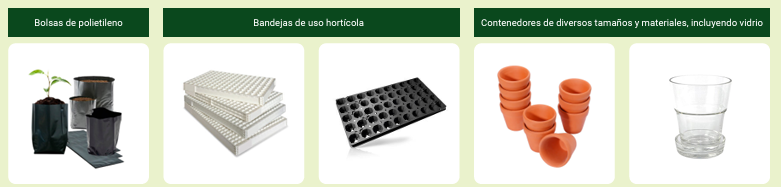 Bolsas de polietileno
Bandejas de uso hortícola
Contenedores de diversos tamaños y materiales, incluyendo vidrio